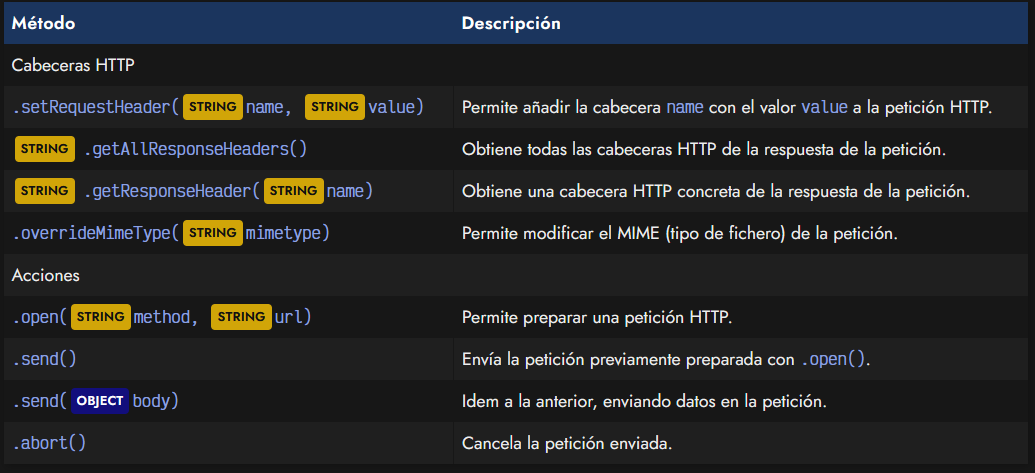 Método Descripción
Cabeceras HTTP
.setRequestHeader(STRING name, STRING value) Permite añadir la cabecera name con el valor value a la petición HTTP.
STRING .getAllResponseHeaders() Obtiene todas las cabeceras HTTP de la respuesta de la petición.
STRING .getResponseHeader(STRING name) Obtiene una cabecera HTTP concreta de la respuesta de la petición.
.overrideMimeType(STRING mimetype) Permite modificar el MIME (tipo de fichero) de la petición.
Acciones
.open(STRING method, STRING url) Permite preparar una petición HTTP.
.send() Envía la petición previamente preparada con .open().
.send(OBJECT body) Idem a la anterior, enviando datos en la petición.
.abort() Cancela la petición enviada.